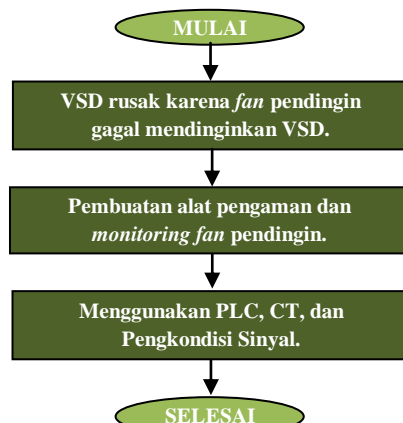 MULAI
VSD rusak karena fan pendingin
gagal mendinginkan VSD.
Pembuatan alat pengaman dan
monitoring fan pendingin.
Menggunakan PLC, CT, dan
Pengkondisi Sinyal.
SELESAI